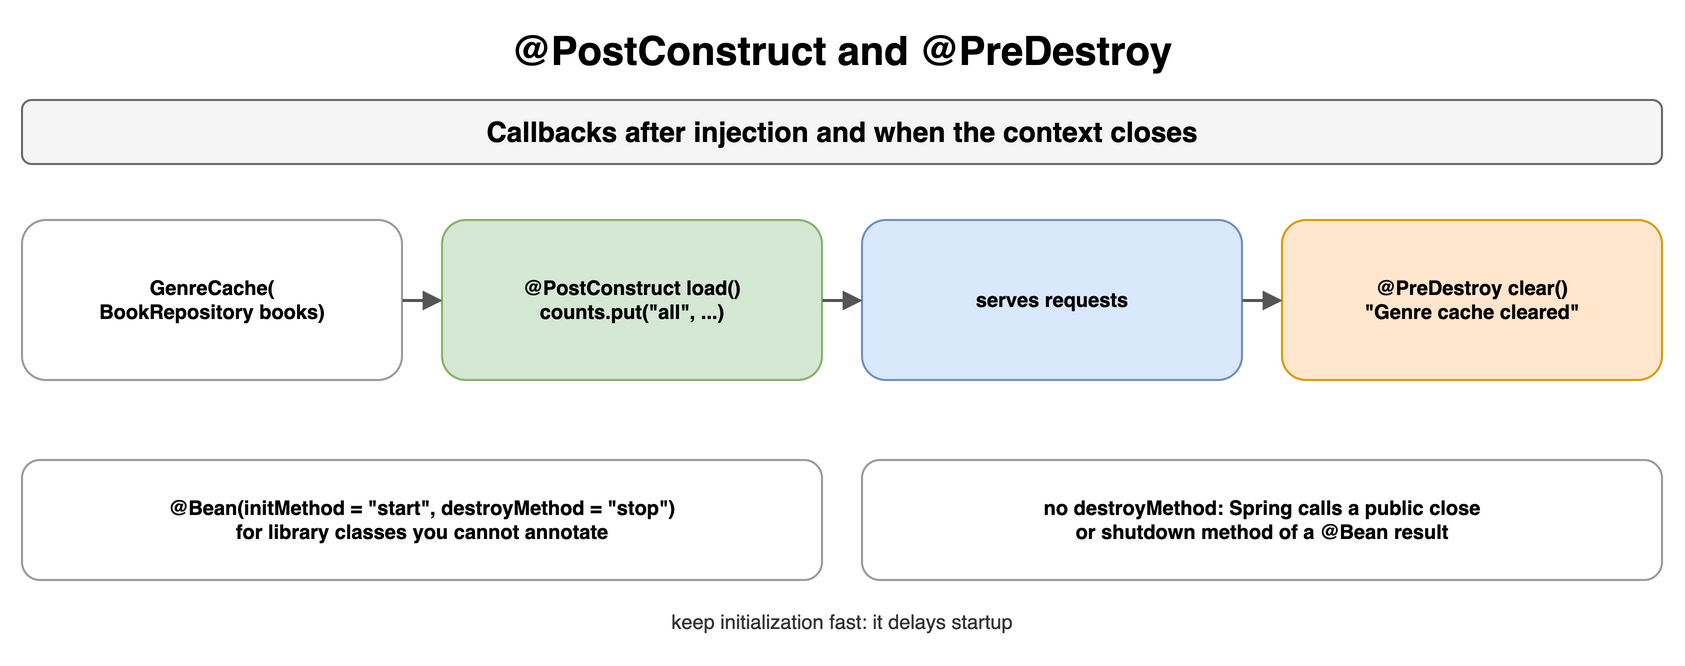 @PostConstruct and @PreDestroy
Callbacks after injection and when the context closes
GenreCache(
BookRepository books)
@PostConstruct load()
counts.put("all", ...)
serves requests
@PreDestroy clear()
"Genre cache cleared"
@Bean(initMethod = "start", destroyMethod = "stop")
for library classes you cannot annotate
no destroyMethod: Spring calls a public close
or shutdown method of a @Bean result
keep initialization fast: it delays startup